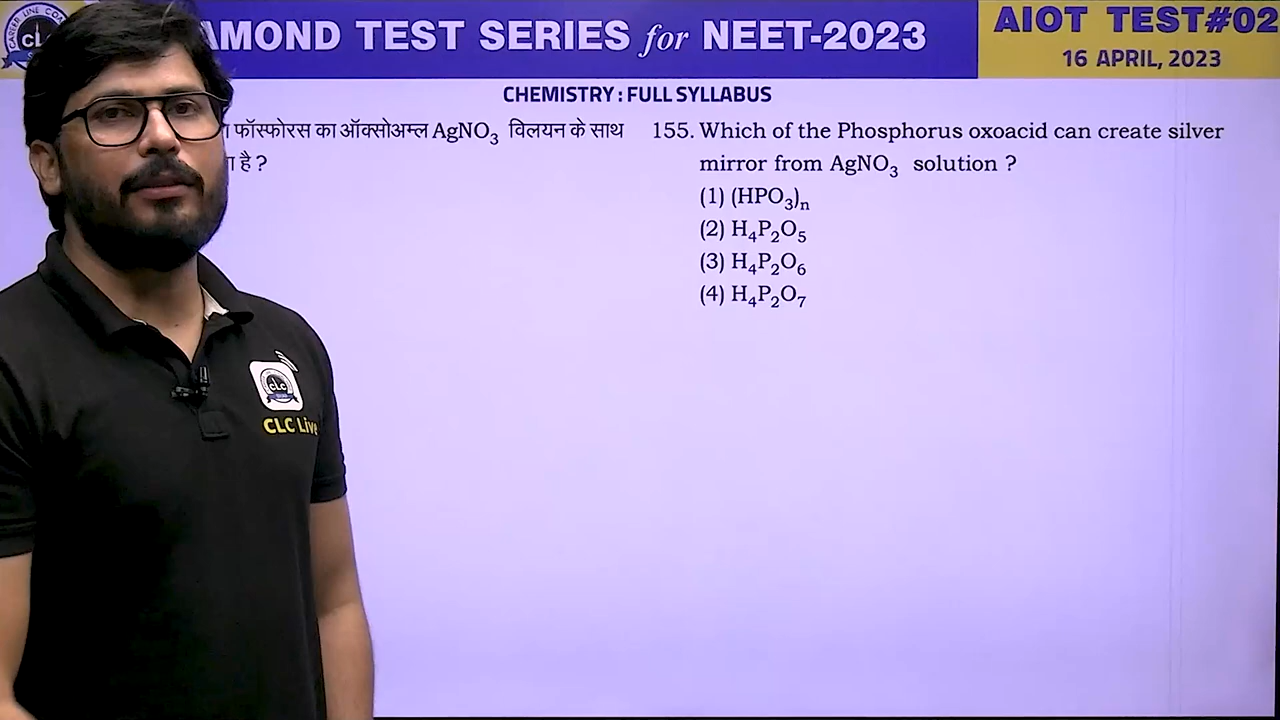 AMOND TEST SERIES for NEET-2023
AIOT TEST#02
16 APRIL, 2023
CHEMISTRY : FULL SYLLABUS
फॉस्फोरस का ऑक्सोअम्ल AgNO₃ विलयन के साथ
है ?
155. Which of the Phosphorus oxoacid can create silver
mirror from AgNO₃ solution ?
(1) (HPO₃)ₙ
(2) H₄P₂O₅
(3) H₄P₂O₆
(4) H₄P₂O₇
CLC
CLC Live